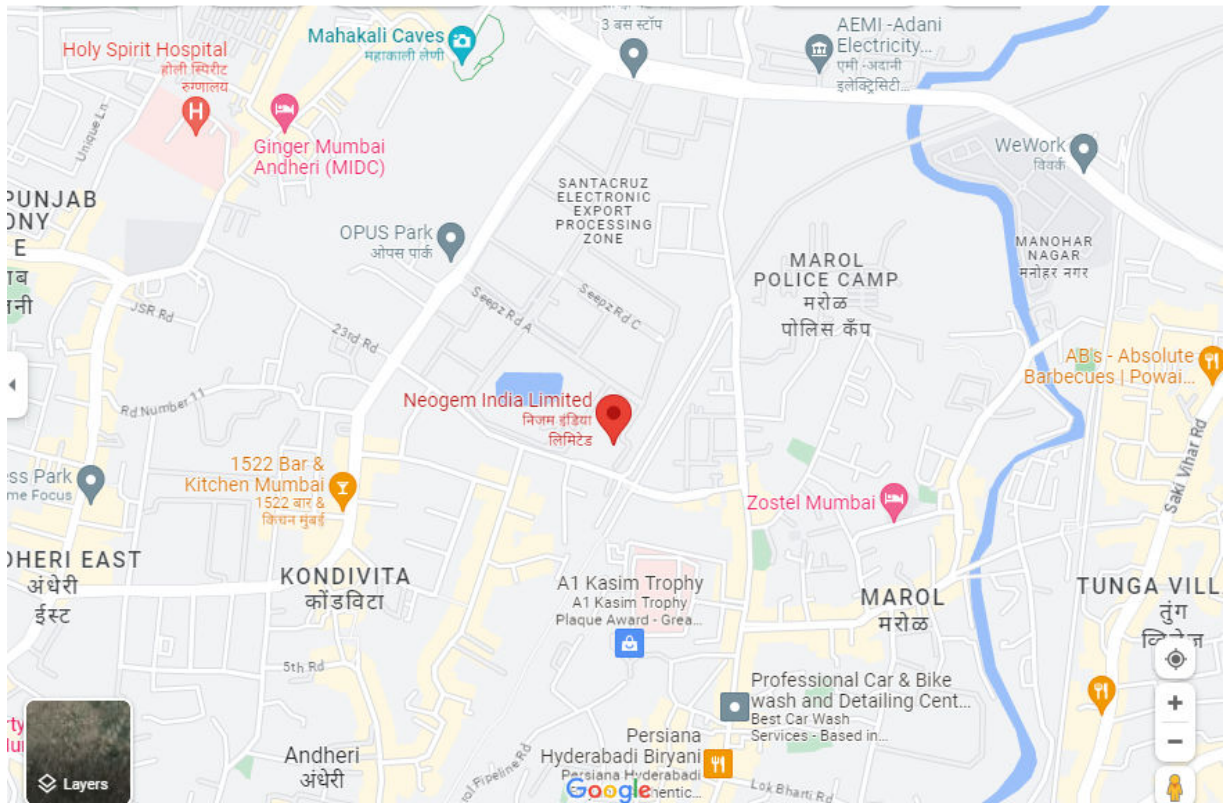 3 बस स्टॉप
Mahakali Caves
महाकाली लेणी
AEMI -Adani
Electricity...
एमी -अदानी
इलेक्ट्रिसिटी...
Holy Spirit Hospital
होली स्पिरीट
रुग्णालय
Unique Ln
Ginger Mumbai
Andheri (MIDC)
WeWork
विवर्क
PUNJAB
ONY
E
SANTACRUZ
ELECTRONIC
EXPORT
PROCESSING
ZONE
OPUS Park
ओपस पार्क
MANOHAR
NAGAR
मनोहर नगर
MAROL
POLICE CAMP
मरोळ
पोलिस कॅंप
JSR Rd
23rd Rd
Seepz Rd A
Seepz Rd C
AB's - Absolute
Barbecues | Powai...
Rd Number 11
Neogem India Limited
निजम इंडिया
लिमिटेड
Saki Vihar Rd
ess Park
me Focus
1522 Bar &
Kitchen Mumbai
1522 बार &
किचन मुंबई
Zostel Mumbai
DHERI EAST
अंधेरी
ईस्ट
KONDIVITA
कोंडविटा
A1 Kasim Trophy
A1 Kasim Trophy
Plaque Award - Grea...
MAROL
मरोळ
TUNGA VILL
तुंग
5th Rd
Professional Car & Bike
wash and Detailing Cent...
Best Car Wash
Services - Based in...
Andheri
अंधेरी
Persiana
Hyderabadi Biryani
Persiana Hyderabadi
Pipeline Rd
Lok Bharti Rd
Layers
Google